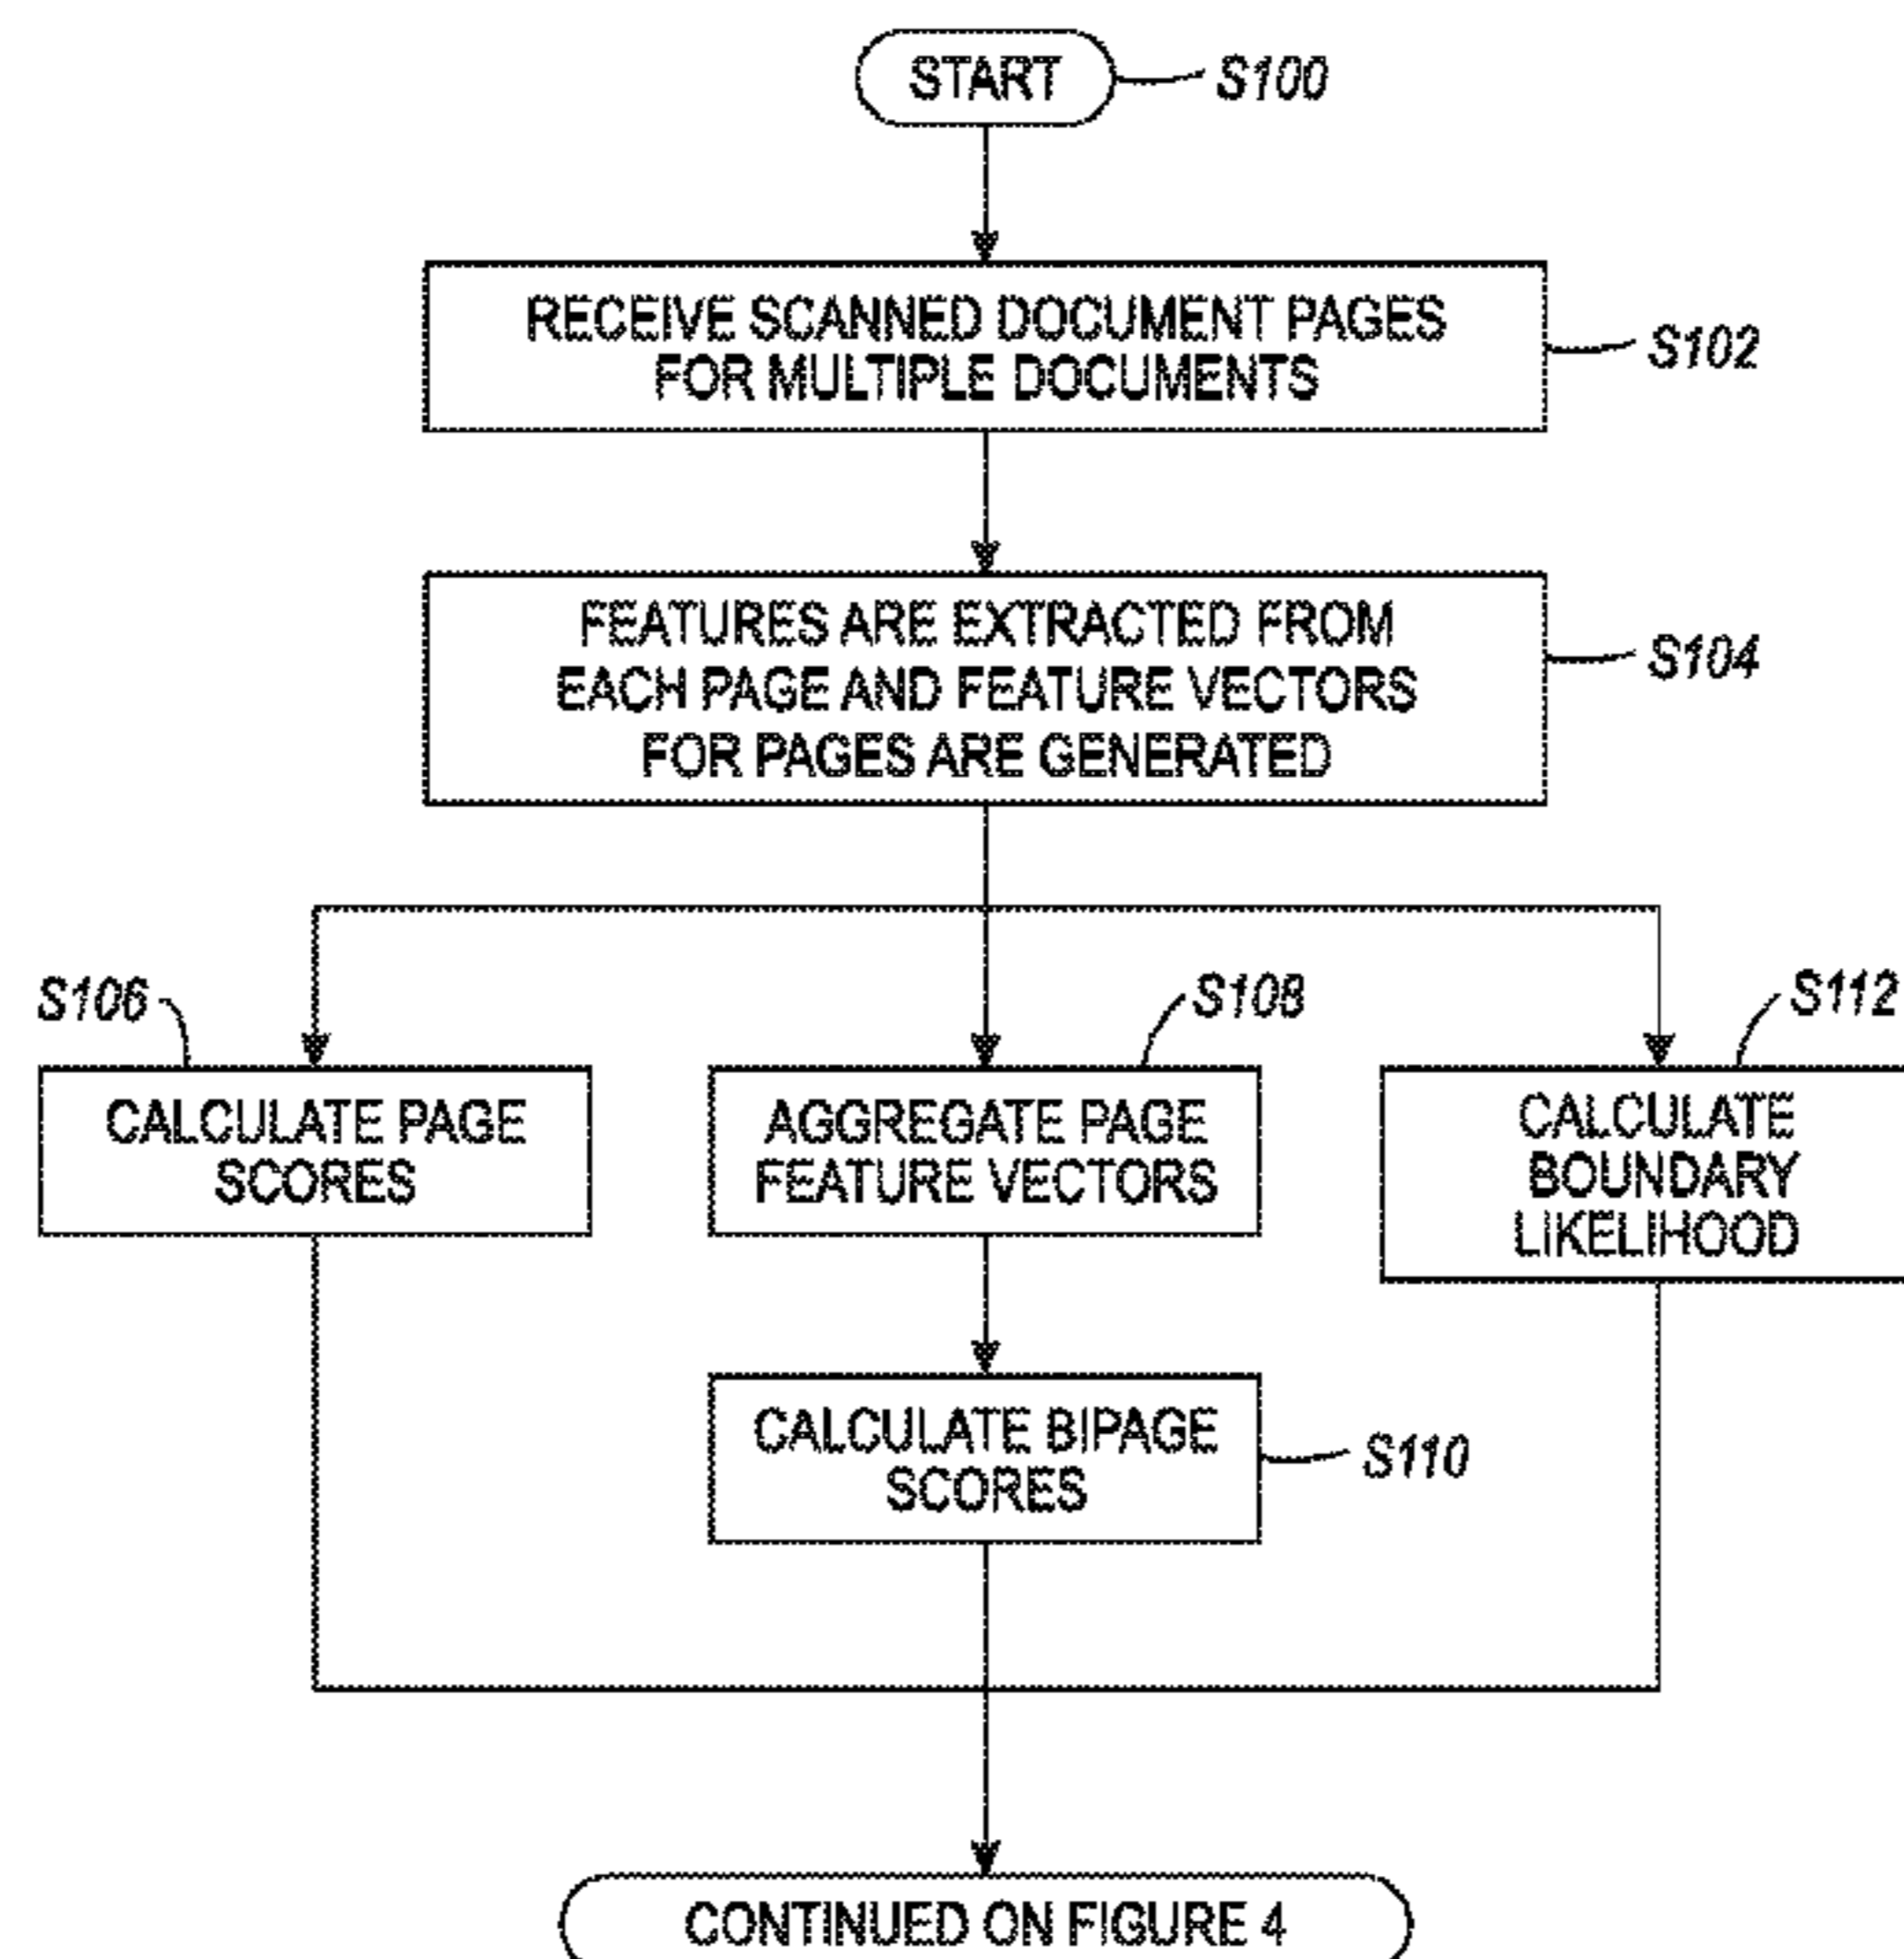 START
S100
RECEIVE SCANNED DOCUMENT PAGES
FOR MULTIPLE DOCUMENTS
S102
FEATURES ARE EXTRACTED FROM
EACH PAGE AND FEATURE VECTORS
FOR PAGES ARE GENERATED
S104
S106
CALCULATE PAGE
SCORES
S108
AGGREGATE PAGE
FEATURE VECTORS
S112
CALCULATE
BOUNDARY
LIKELIHOOD
CALCULATE BIPAGE
SCORES
S110
CONTINUED ON FIGURE 4